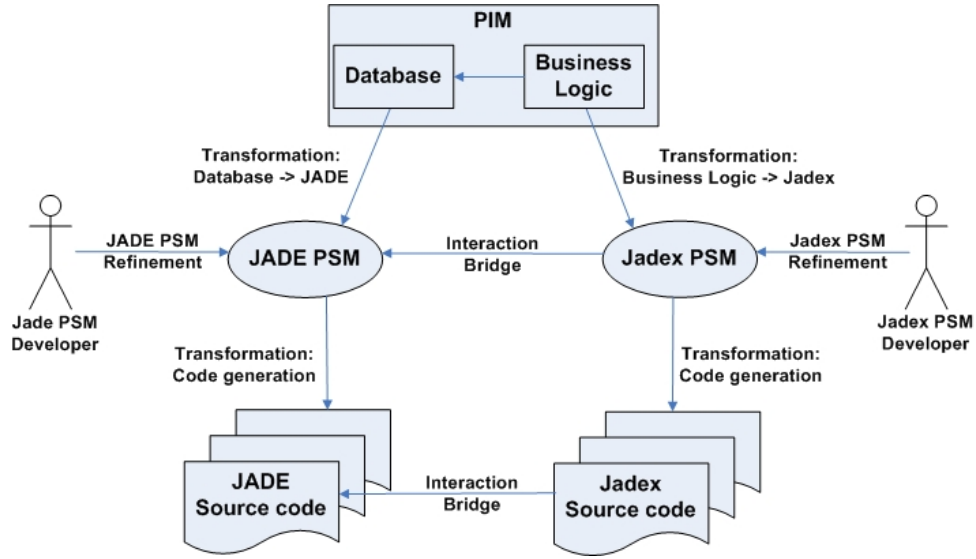 PIM
Database
Business
Logic
Transformation:
Database -> JADE
Transformation:
Business Logic -> Jadex
JADE PSM
Refinement
JADE PSM
Interaction
Bridge
Jadex PSM
Jadex PSM
Refinement
Jade PSM
Developer
Jadex PSM
Developer
Transformation:
Code generation
Transformation:
Code generation
JADE
Source code
Interaction
Bridge
Jadex
Source code